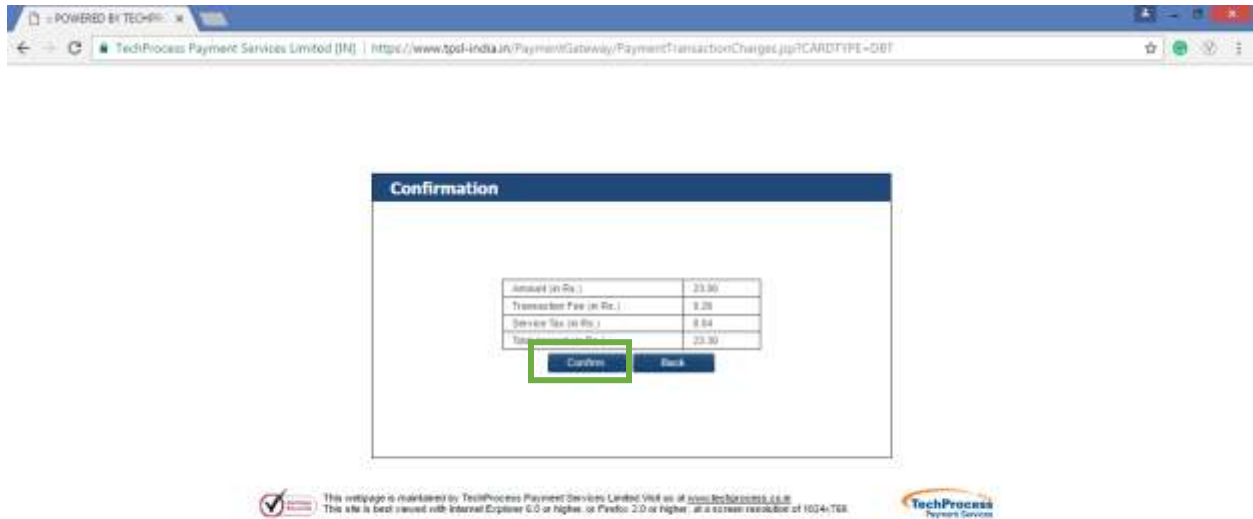 :: POWERED BY TECHPR
TechProcess Payment Services Limited [IN] | https://www.tpsl-india.in/PaymentGateway/PaymentTransactionCharges.jsp?CARDTYPE=DBT
Confirmation
Amount (in Rs.) 23.00
Transaction Fee (in Rs.)
Service Tax (in Rs.) 0.04
Total
Confirm Back
This webpage is maintained by TechProcess Payment Services Limited Visit us at www.techprocess.co.in
This site is best viewed with Internet Explorer 6.0 or higher, or Firefox 2.0 or higher, at a screen resolution of 1024x768.
TechProcess
Payment Services